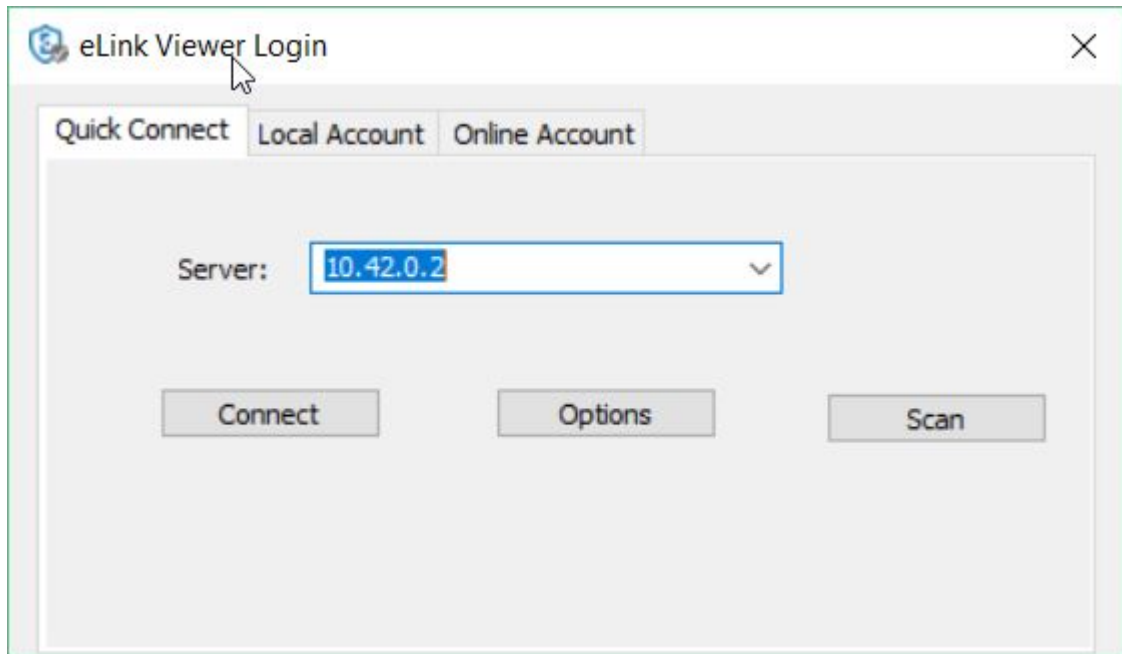 eLink Viewer Login
Quick Connect Local Account Online Account
Server: 10.42.0.2
Connect Options Scan